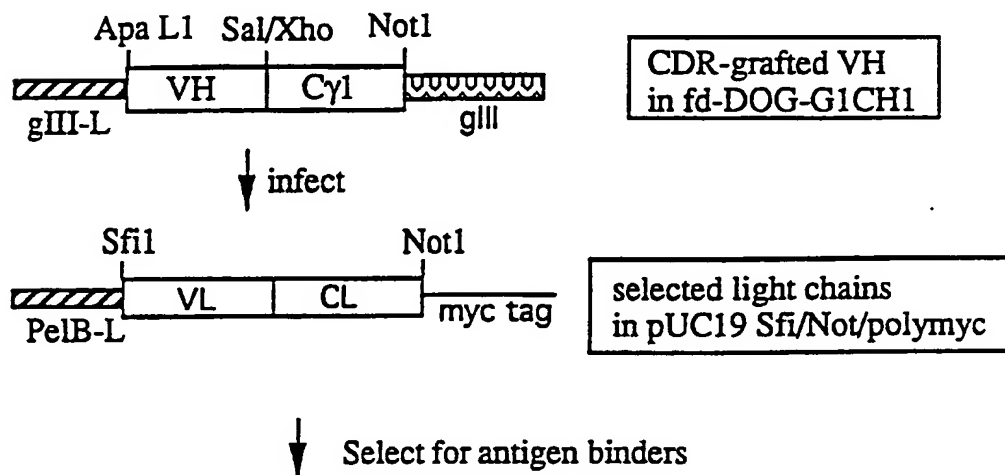 Apa L1 Sal/Xho Not1
VH Cγ1
gIII-L gIII
CDR-grafted VH
in fd-DOG-G1CH1
infect
Sfi1 Not1
VL CL
PelB-L myc tag
selected light chains
in pUC19 Sfi/Not/polymyc
Select for antigen binders